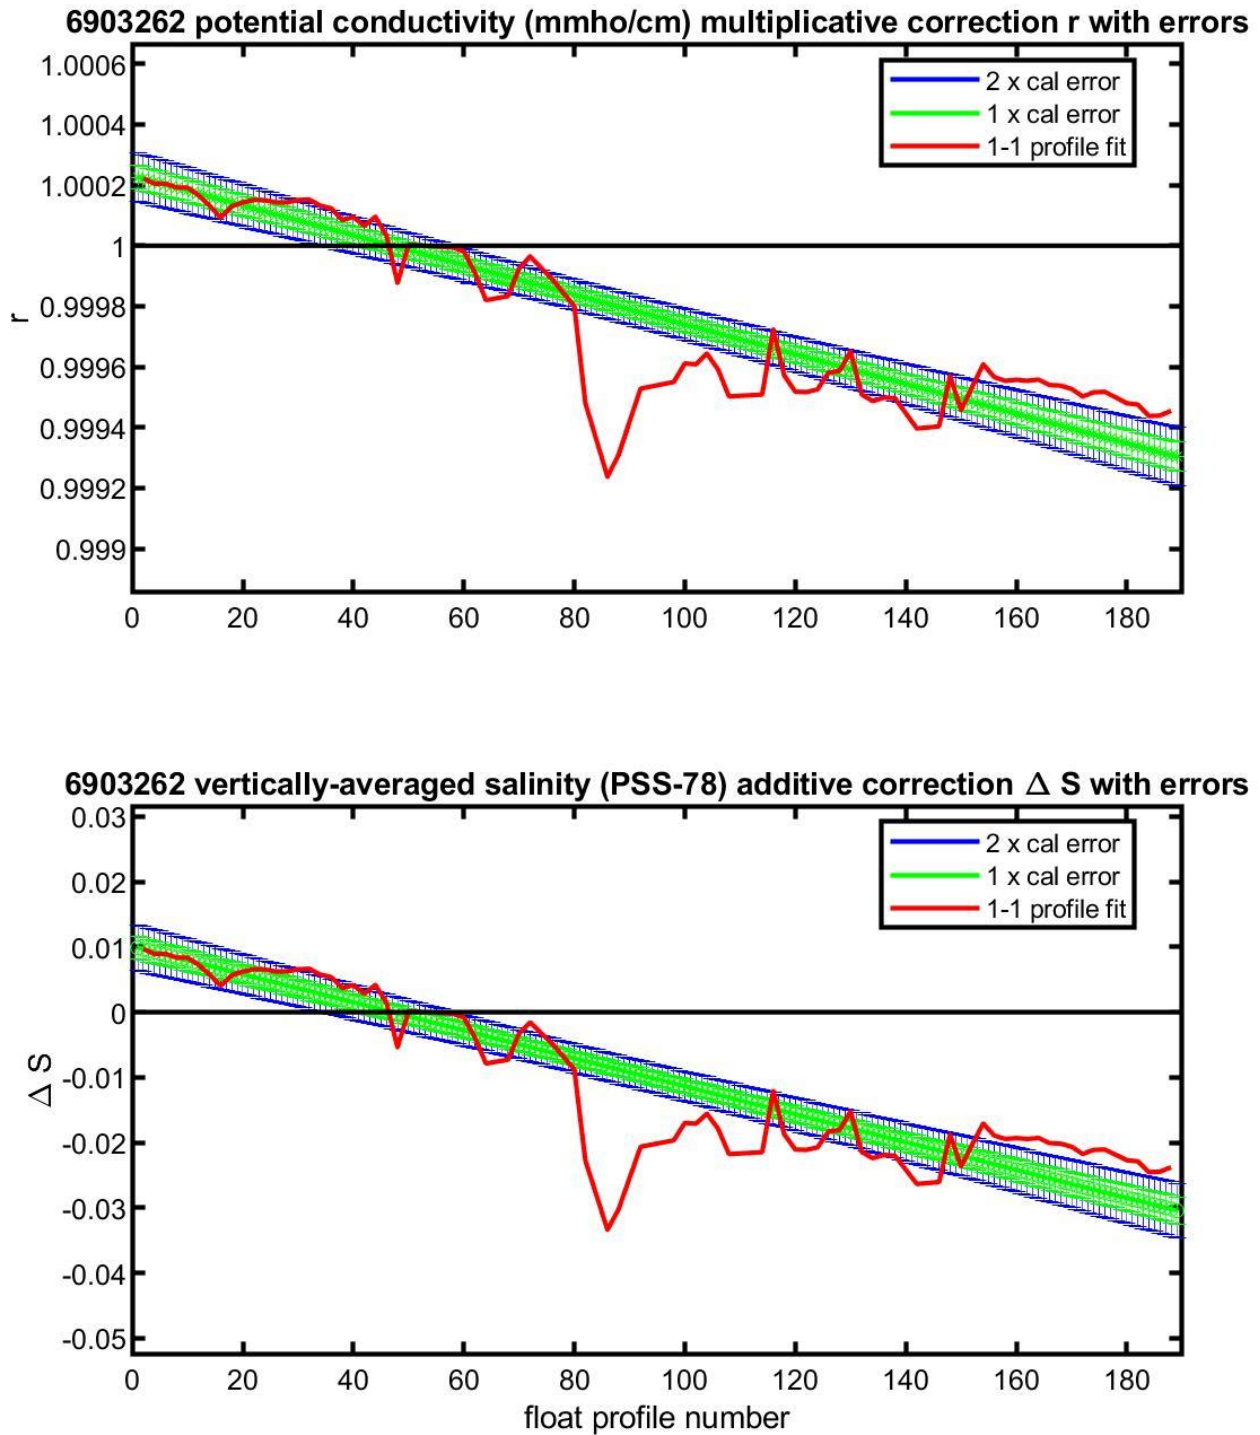 6903262 potential conductivity (mmho/cm) multiplicative correction r with errors
2 x cal error
1 x cal error
1-1 profile fit
r
1.0006
1.0004
1.0002
1
0.9998
0.9996
0.9994
0.9992
0.999
0 20 40 60 80 100 120 140 160 180
6903262 vertically-averaged salinity (PSS-78) additive correction Δ S with errors
2 x cal error
1 x cal error
1-1 profile fit
Δ S
0.03
0.02
0.01
0
-0.01
-0.02
-0.03
-0.04
-0.05
0 20 40 60 80 100 120 140 160 180
float profile number